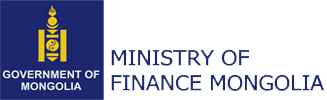 GOVERNMENT OF
MONGOLIA
MINISTRY OF
FINANCE MONGOLIA